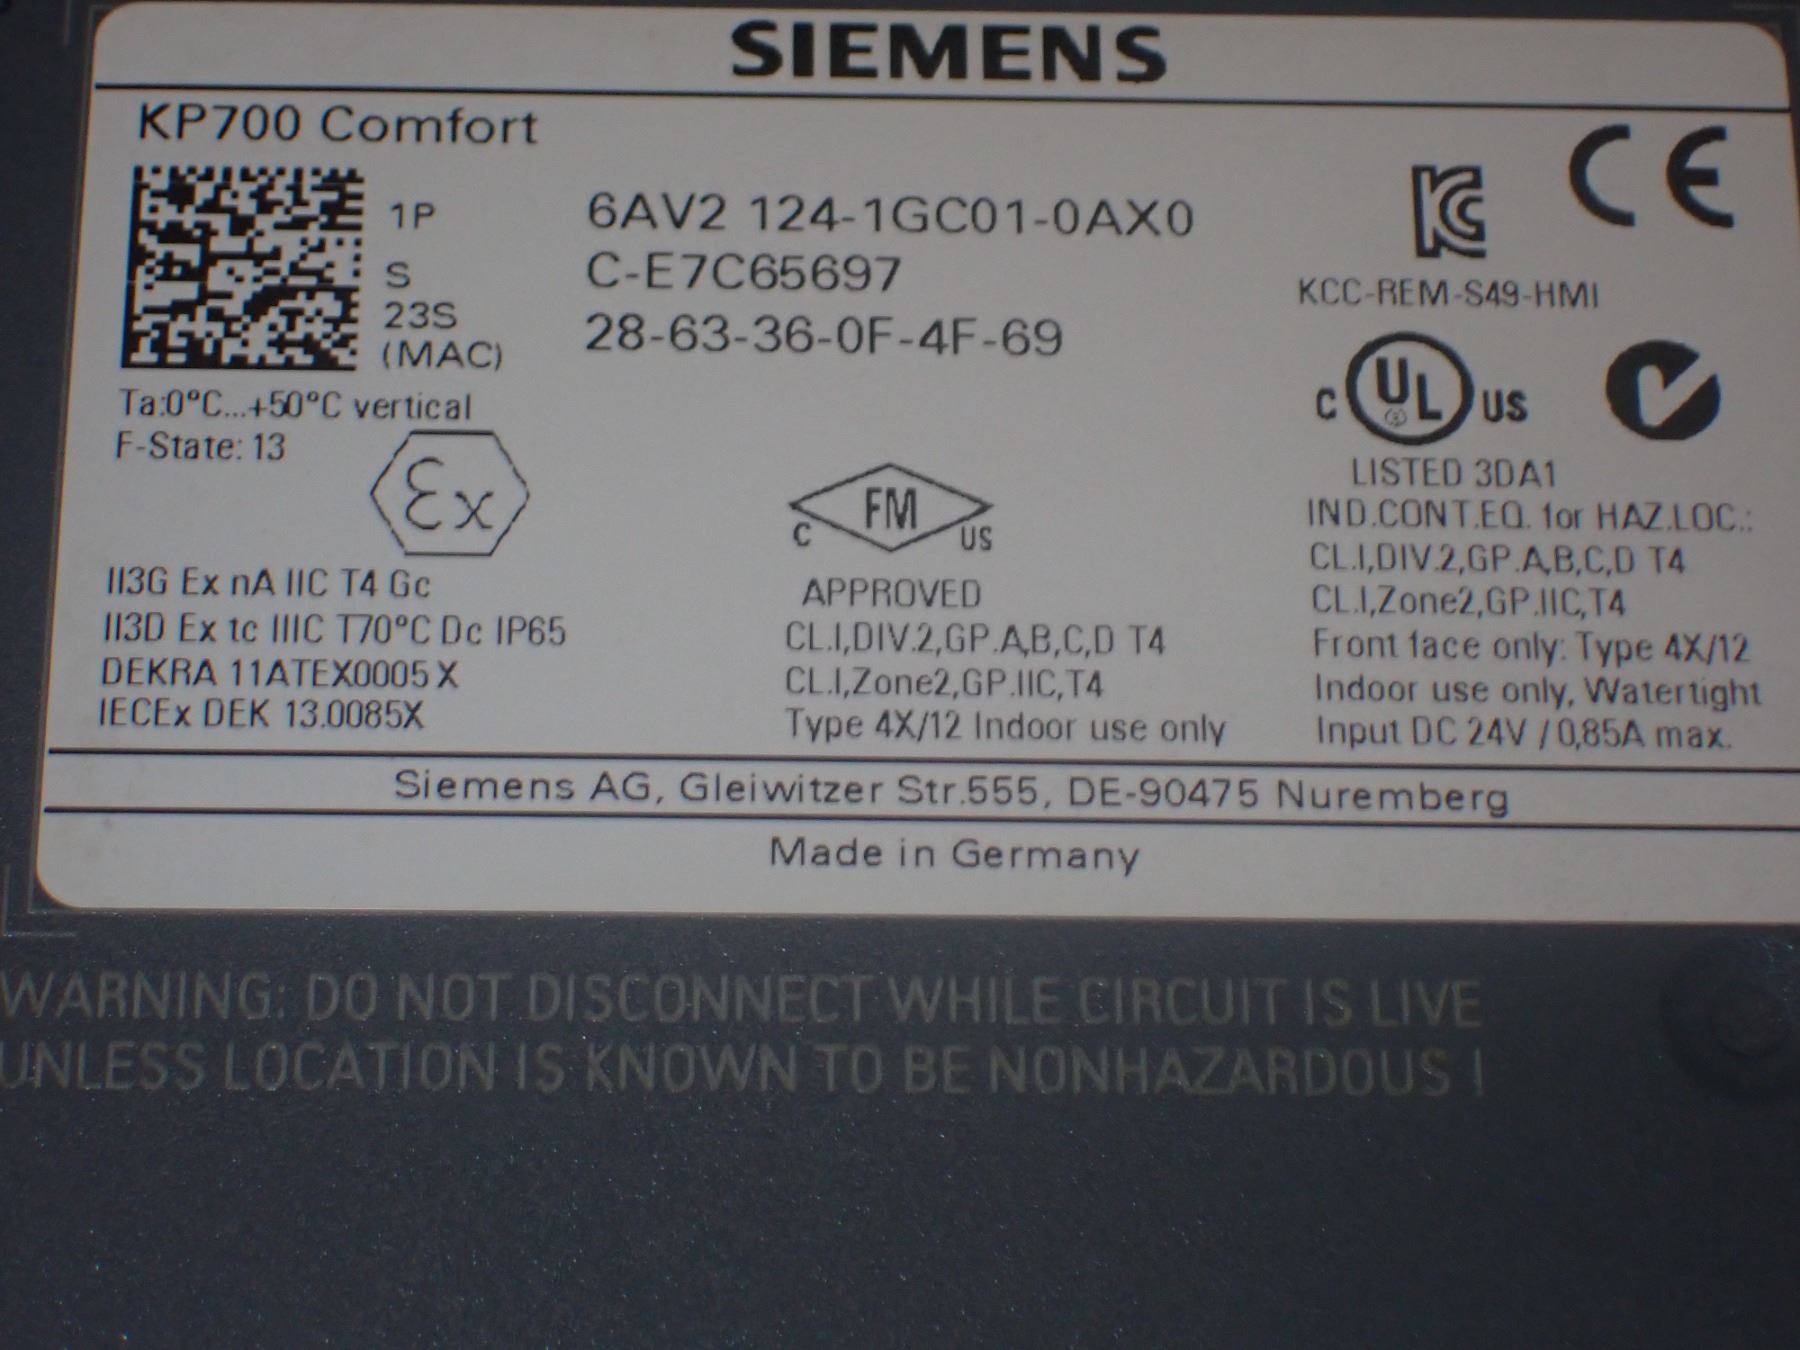 SIEMENS
KP700 Comfort
1P 6AV2 124-1GC01-0AX0
S C-E7C65697
23S 28-63-36-0F-4F-69
(MAC)
KCC-REM-S49-HMI
Ta:0°C...+50°C vertical
F-State: 13
Ex
II3G Ex nA IIC T4 Gc
II3D Ex tc IIIC T70°C Dc IP65
DEKRA 11ATEX0005 X
IECEx DEK 13.0085X
C FM US
APPROVED
CL.I,DIV.2,GP.A,B,C,D T4
CL.I,Zone2,GP.IIC,T4
Type 4X/12 Indoor use only
CE
C UL US
LISTED 3DA1
IND.CONT.EQ. for HAZ.LOC.:
CL.I,DIV.2,GP.A,B,C,D T4
CL.I,Zone2,GP.IIC,T4
Front face only: Type 4X/12
Indoor use only, Watertight
Input DC 24V / 0,85A max.
Siemens AG, Gleiwitzer Str.555, DE-90475 Nuremberg
Made in Germany
WARNING: DO NOT DISCONNECT WHILE CIRCUIT IS LIVE
UNLESS LOCATION IS KNOWN TO BE NONHAZARDOUS !